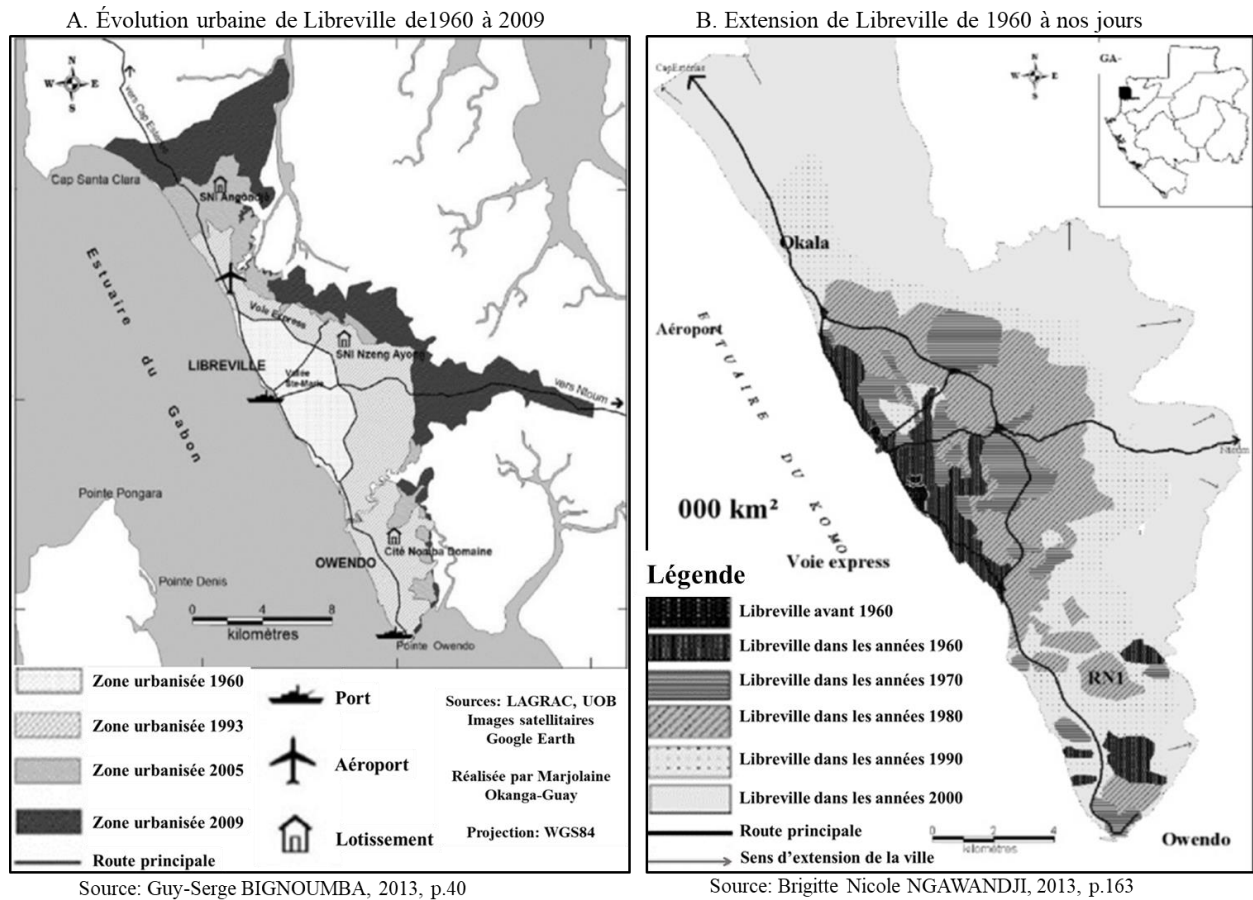 A. Évolution urbaine de Libreville de1960 à 2009
N
W E
S
vers Cap Esterias
Cap Santa Clara
SNI Angondjé
Estuaire du Gabon
Voie Express
SNI Nzeng Ayong
LIBREVILLE
Vallée
Ste-Marie
vers Ntoum
Pointe Pongara
Cité Nomba Domaine
OWENDO
Pointe Denis
0 4 8
kilomètres
Pointe Owendo
Zone urbanisée 1960
Zone urbanisée 1993
Zone urbanisée 2005
Zone urbanisée 2009
Route principale
Port
Aéroport
Lotissement
Sources: LAGRAC, UOB
Images satellitaires
Google Earth
Réalisée par Marjolaine
Okanga-Guay
Projection: WGS84
Source: Guy-Serge BIGNOUMBA, 2013, p.40
B. Extension de Libreville de 1960 à nos jours
CapEstérias
N
W E
S
GA-
Okala
Aéroport
ESTUAIRE DU KOMO
Ntoum
000 km²
Voie express
RN1
Owendo
Légende
Libreville avant 1960
Libreville dans les années 1960
Libreville dans les années 1970
Libreville dans les années 1980
Libreville dans les années 1990
Libreville dans les années 2000
Route principale
Sens d'extension de la ville
0 2 4
kilomètres
Source: Brigitte Nicole NGAWANDJI, 2013, p.163